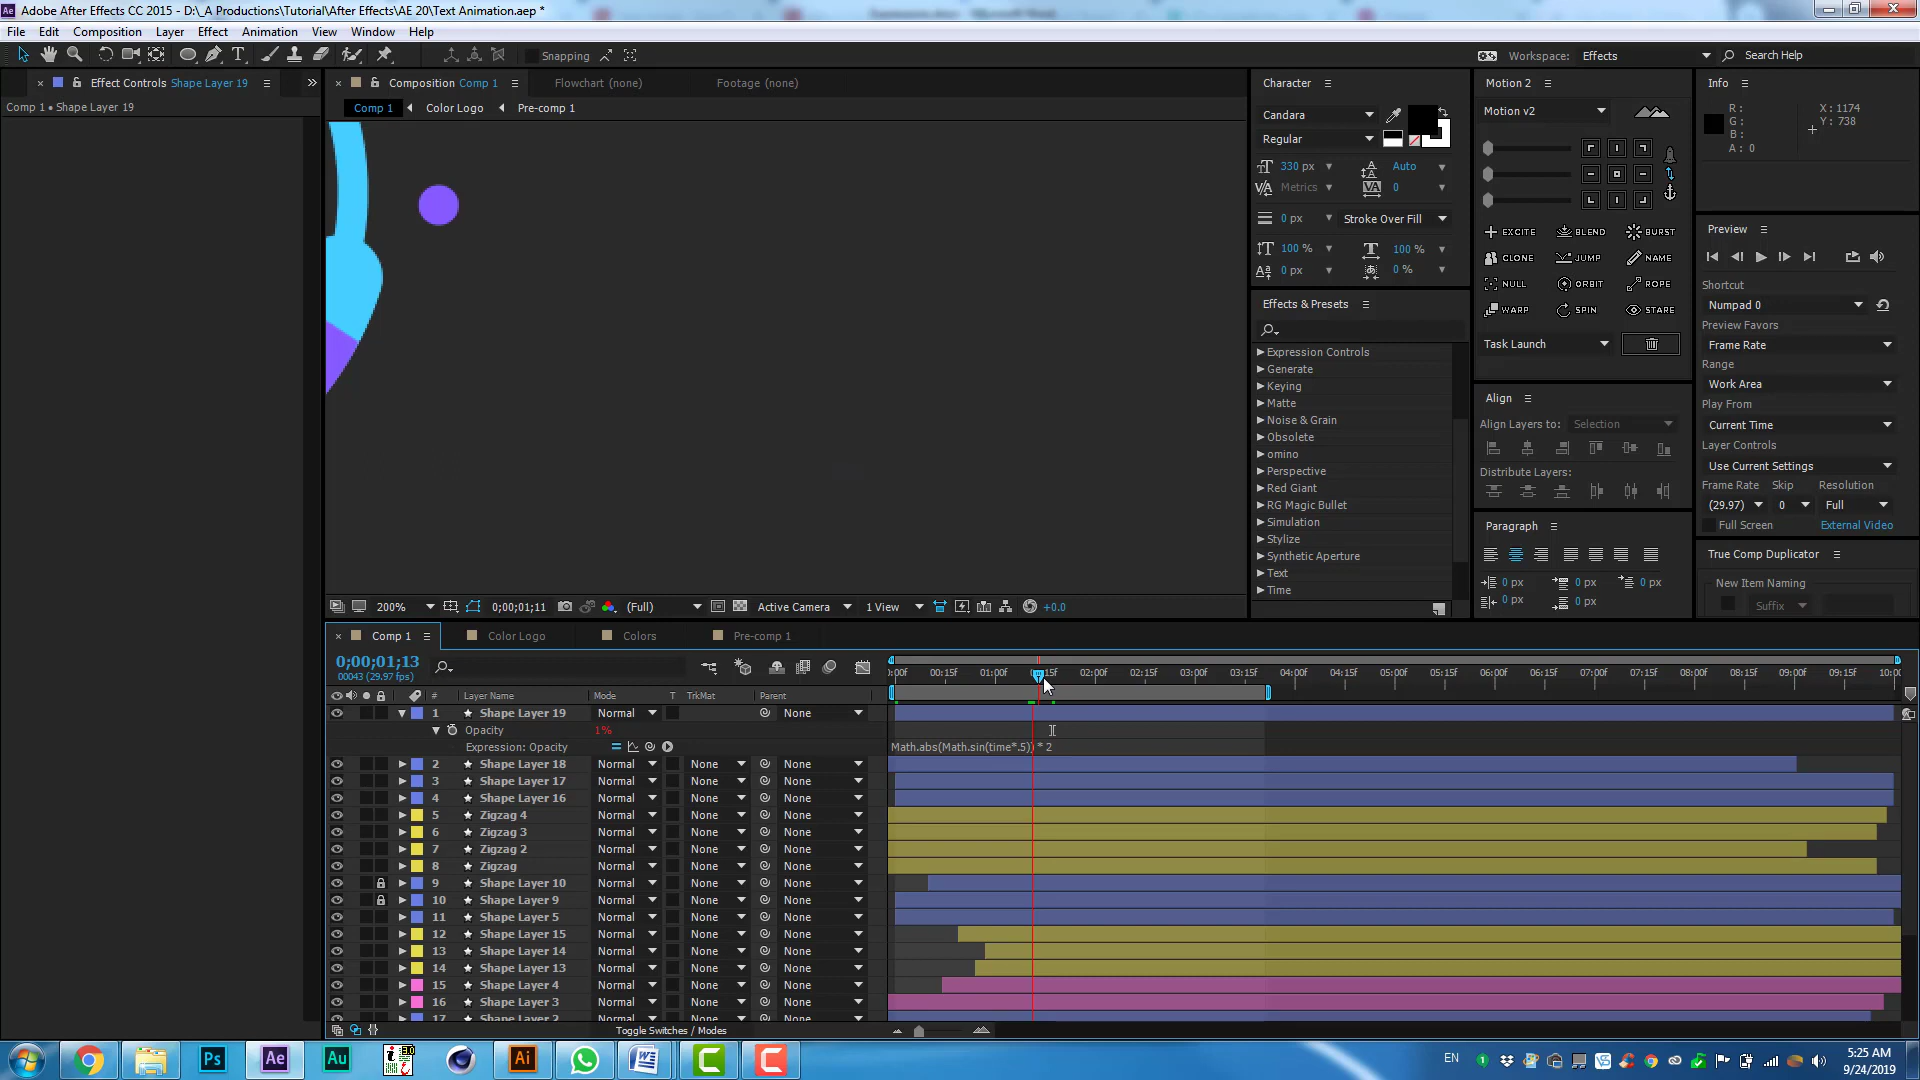 Adobe After Effects CC 2015 - D:\_A Productions\Tutorial\After Effects\AE 20\Text Animation.aep *
File Edit Composition Layer Effect Animation View Window Help
Snapping
Workspace: Effects
Search Help
Effect Controls Shape Layer 19
Comp 1 • Shape Layer 19
Composition Comp 1
Flowchart (none)
Footage (none)
Comp 1
Color Logo
Pre-comp 1
200%
0;00;01;11
(Full)
Active Camera
1 View
+0.0
Character
Candara
Regular
330 px
Auto
Metrics
0
0 px
Stroke Over Fill
100 %
100 %
0 px
0 %
Effects & Presets
Expression Controls
Generate
Keying
Matte
Noise & Grain
Obsolete
omino
Perspective
Red Giant
RG Magic Bullet
Simulation
Stylize
Synthetic Aperture
Text
Time
Motion 2
Motion v2
EXCITE BLEND BURST
CLONE JUMP NAME
NULL ORBIT ROPE
WARP SPIN STARE
Task Launch
Align
Align Layers to: Selection
Distribute Layers:
Paragraph
0 px 0 px 0 px
0 px 0 px
Info
R:
G:
B:
A: 0
X: 1174
Y: 738
Preview
Shortcut
Numpad 0
Preview Favors
Frame Rate
Range
Work Area
Play From
Current Time
Layer Controls
Use Current Settings
Frame Rate Skip Resolution
(29.97) 0 Full
Full Screen External Video
True Comp Duplicator
New Item Naming
Suffix
Comp 1
Color Logo
Colors
Pre-comp 1
0;00;01;13
00043 (29.97 fps)
:00f 00:15f 01:00f 02:00f 02:15f 03:00f 03:15f 04:00f 04:15f 05:00f 05:15f 06:00f 06:15f 07:00f 07:15f 08:00f 08:15f 09:00f 09:15f 10:00
# Layer Name Mode T TrkMat Parent
1 Shape Layer 19 Normal None
Opacity 1%
Expression: Opacity Math.abs(Math.sin(time*.5)) * 2
2 Shape Layer 18 Normal None None
3 Shape Layer 17 Normal None None
4 Shape Layer 16 Normal None None
5 Zigzag 4 Normal None None
6 Zigzag 3 Normal None None
7 Zigzag 2 Normal None None
8 Zigzag Normal None None
9 Shape Layer 10 Normal None None
10 Shape Layer 9 Normal None None
11 Shape Layer 5 Normal None None
12 Shape Layer 15 Normal None None
13 Shape Layer 14 Normal None None
14 Shape Layer 13 Normal None None
15 Shape Layer 4 Normal None None
16 Shape Layer 3 Normal None None
17 Shape Layer 2 Normal None None
Toggle Switches / Modes
Ps Ae Au Ai
EN
5:25 AM
9/24/2019